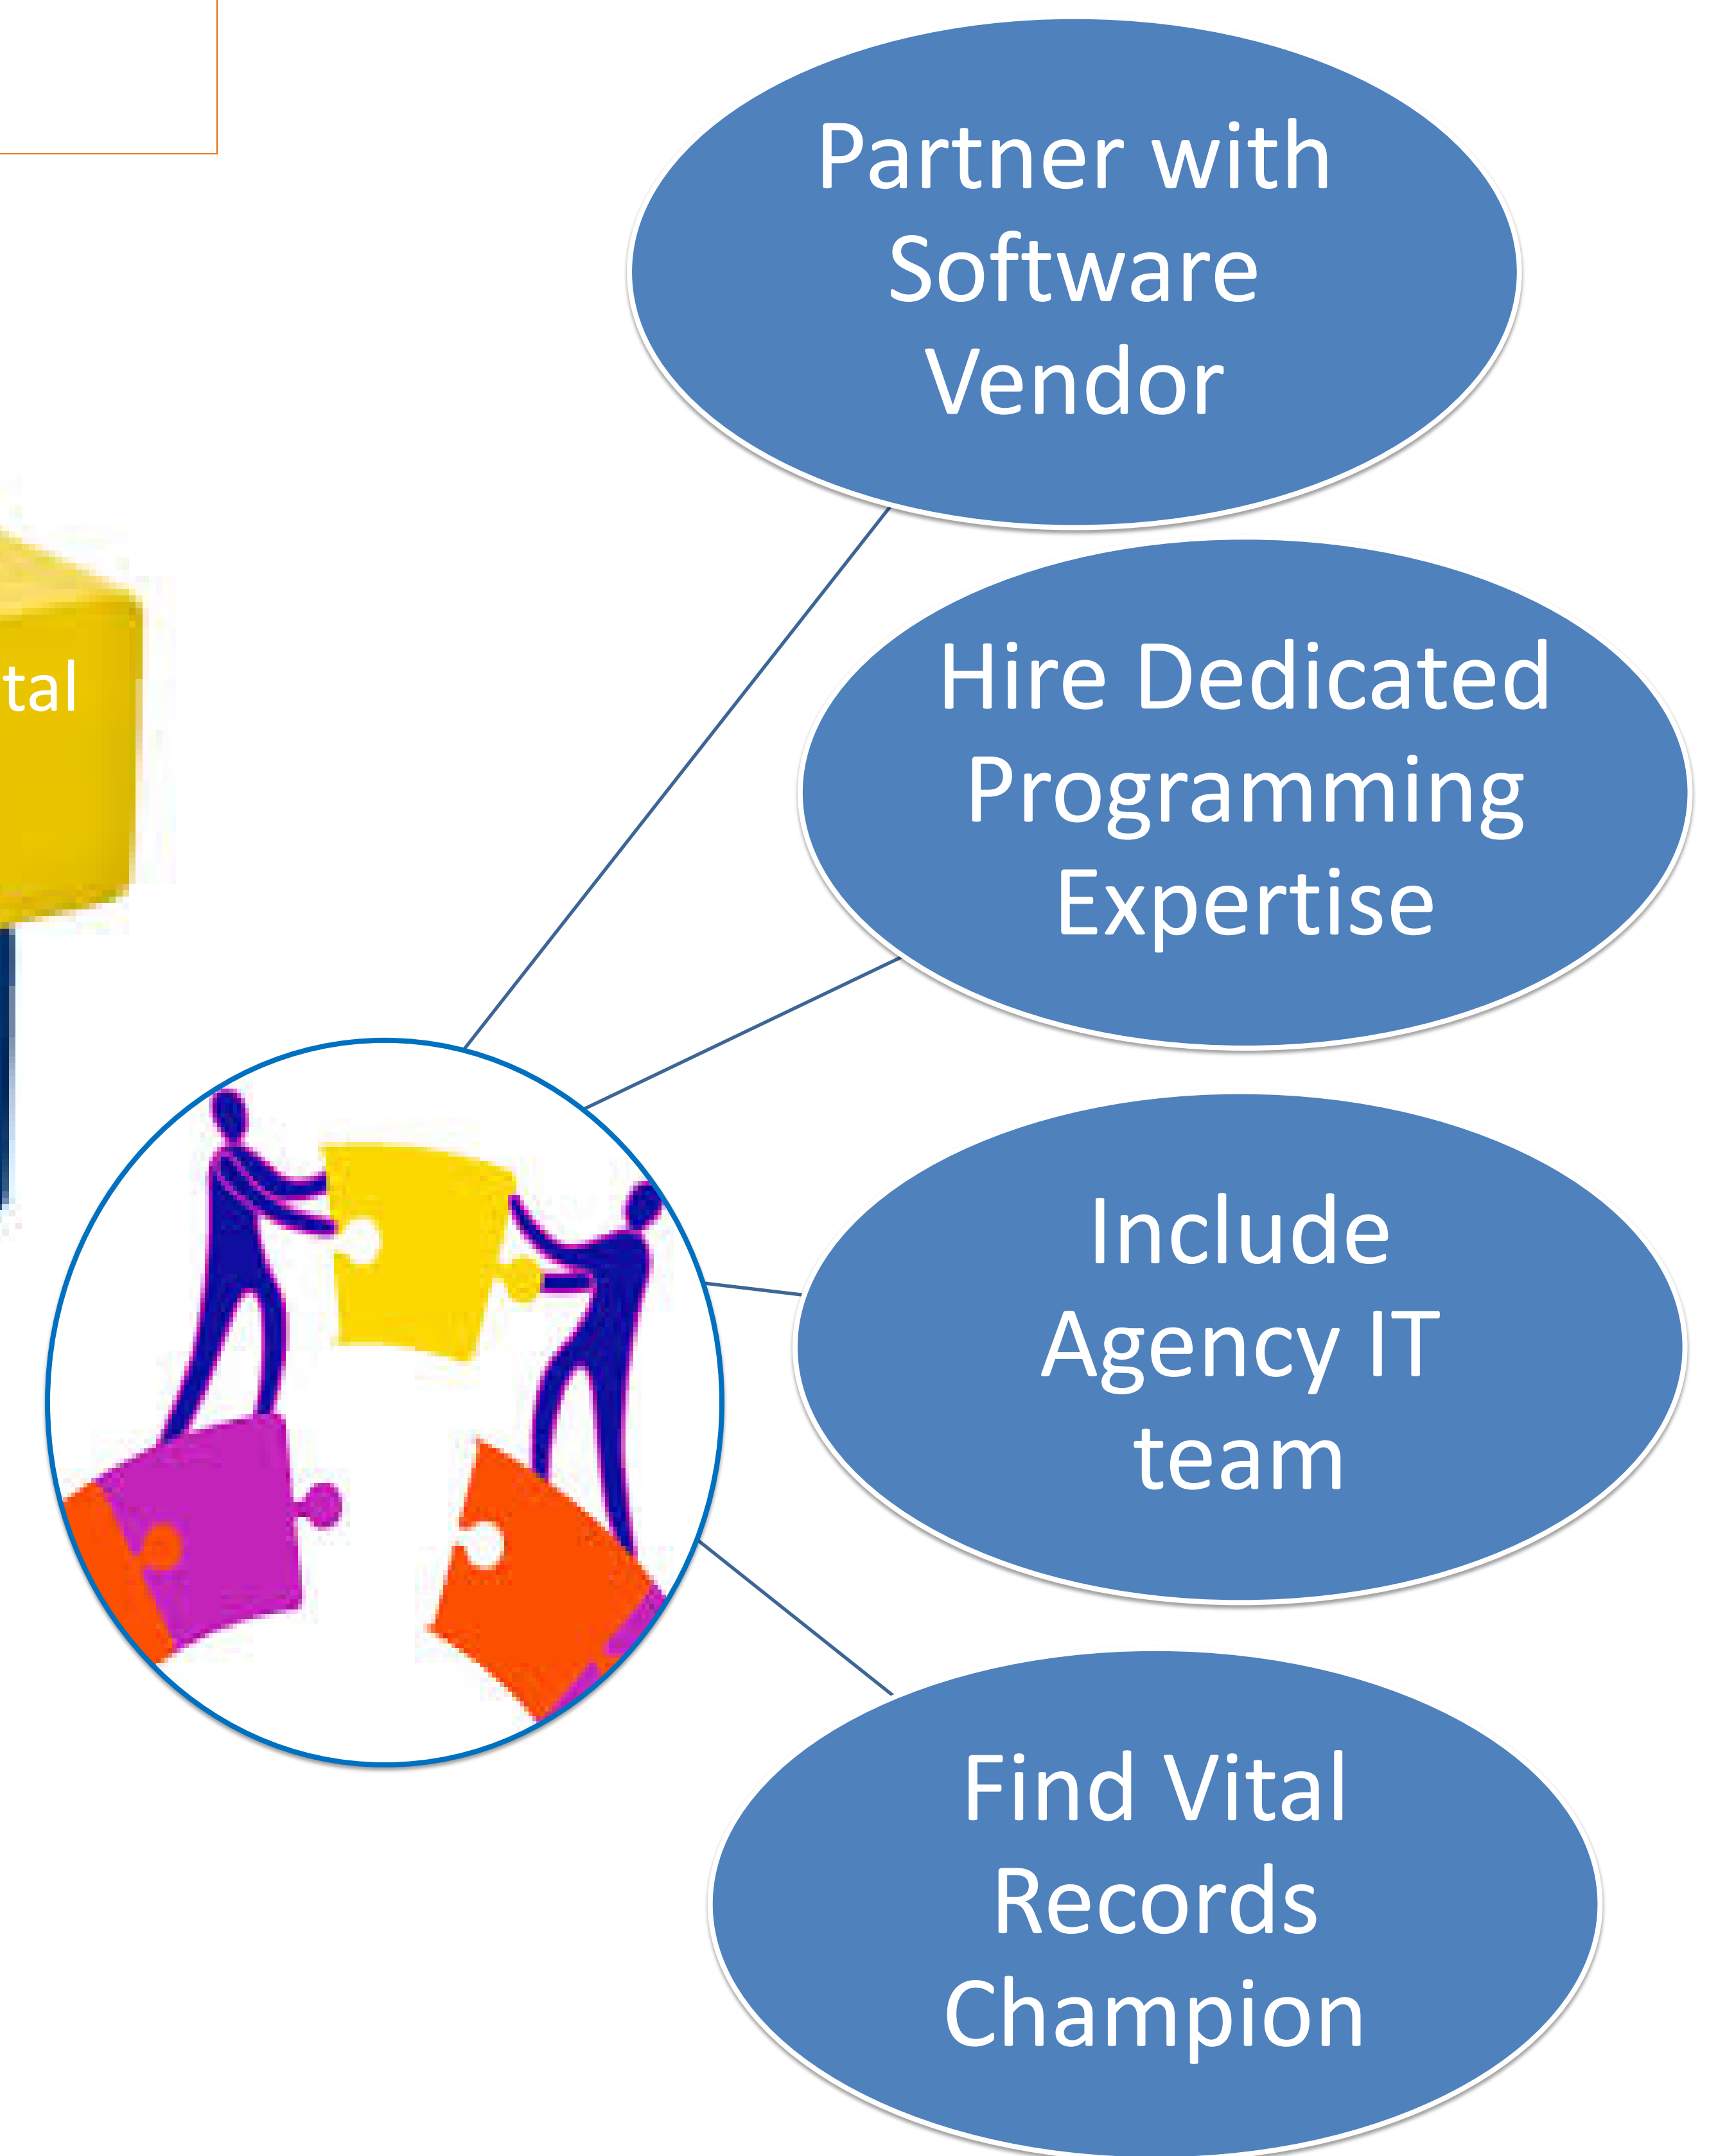 Partner with
Software
Vendor
tal
Hire Dedicated
Programming
Expertise
Include
Agency IT
team
Find Vital
Records
Champion